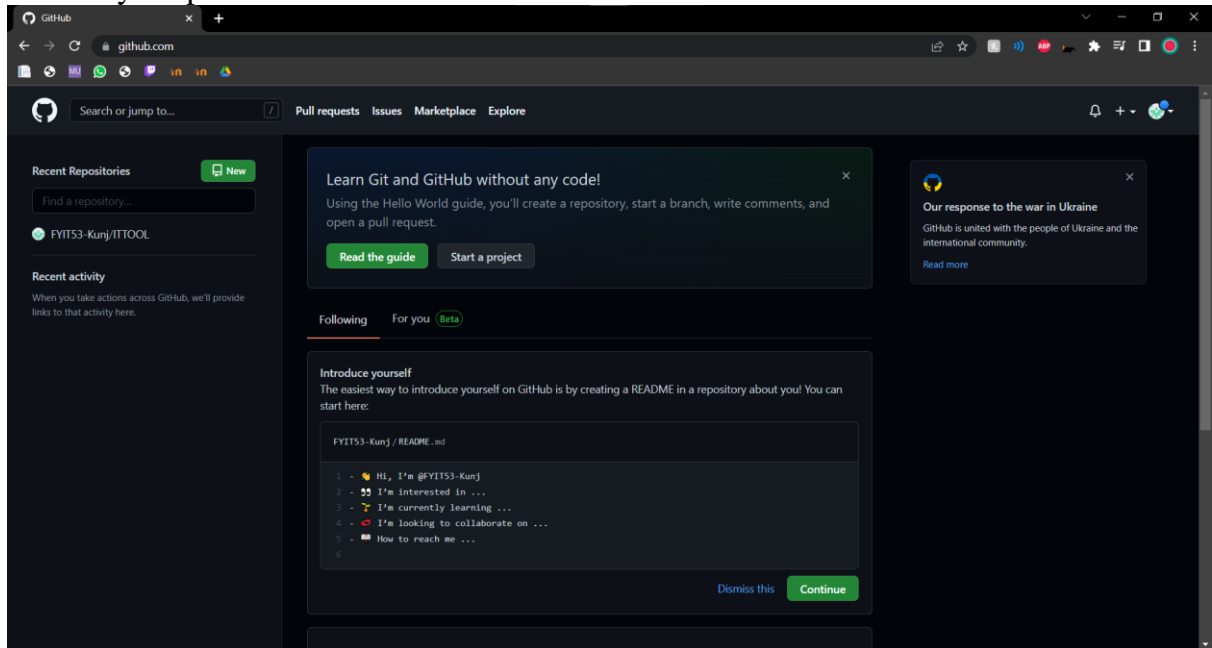 GitHub
github.com
Search or jump to...
/
Pull requests Issues Marketplace Explore
Recent Repositories
New
Find a repository...
FYIT53-Kunj/ITTOOL
Recent activity
When you take actions across GitHub, we'll provide
links to that activity here.
Learn Git and GitHub without any code!
Using the Hello World guide, you'll create a repository, start a branch, write comments, and
open a pull request.
Read the guide
Start a project
Following
For you Beta
Introduce yourself
The easiest way to introduce yourself on GitHub is by creating a README in a repository about you! You can
start here:
FYIT53-Kunj/README.md
1 - 👋 Hi, I'm @FYIT53-Kunj
2 - 👀 I'm interested in ...
3 - 🌱 I'm currently learning ...
4 - 💞️ I'm looking to collaborate on ...
5 - 📫 How to reach me ...
6
Dismiss this
Continue
Our response to the war in Ukraine
GitHub is united with the people of Ukraine and the
international community.
Read more
MU
ABP